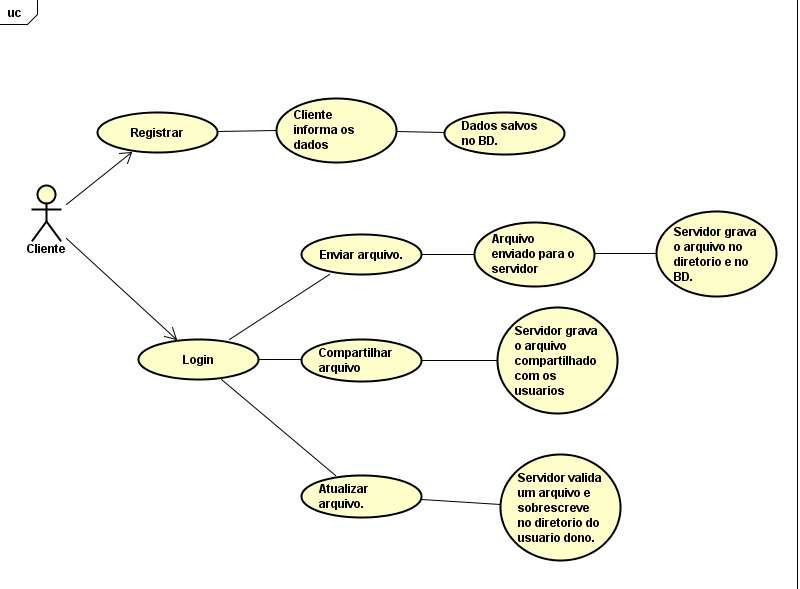 uc
Registrar
Cliente
informa os
dados
Dados salvos
no BD.
Cliente
Enviar arquivo.
Arquivo
enviado para o
servidor
Servidor grava
o arquivo no
diretorio e no
BD.
Login
Compartilhar
arquivo
Servidor grava
o arquivo
compartilhado
com os
usuarios
Atualizar
arquivo.
Servidor valida
um arquivo e
sobrescreve
no diretorio do
usuario dono.